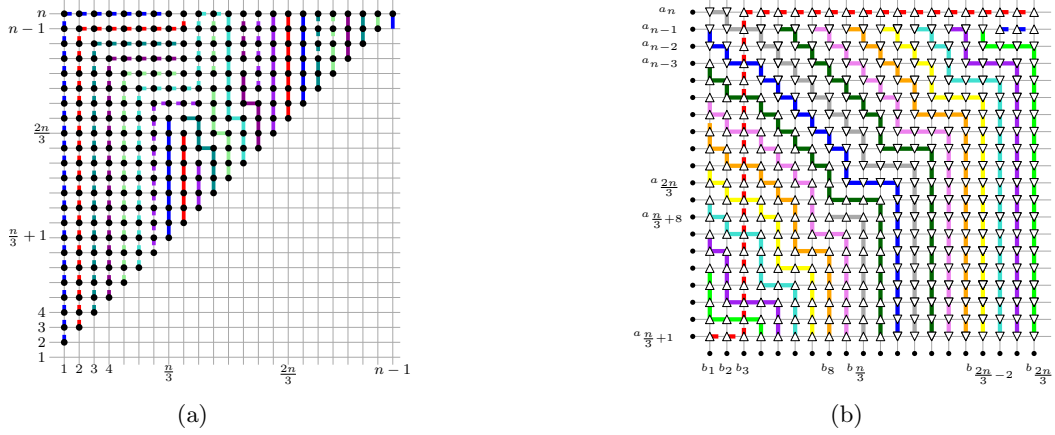 n
n − 1
2n/3
n/3 + 1
4
3
2
1
1 2 3 4 n/3 2n/3 n − 1
(a)
a_n
a_{n−1}
a_{n−2}
a_{n−3}
a_{2n/3}
a_{n/3+8}
a_{n/3+1}
b_1 b_2 b_3 b_8 b_{n/3} b_{2n/3−2} b_{2n/3}
(b)